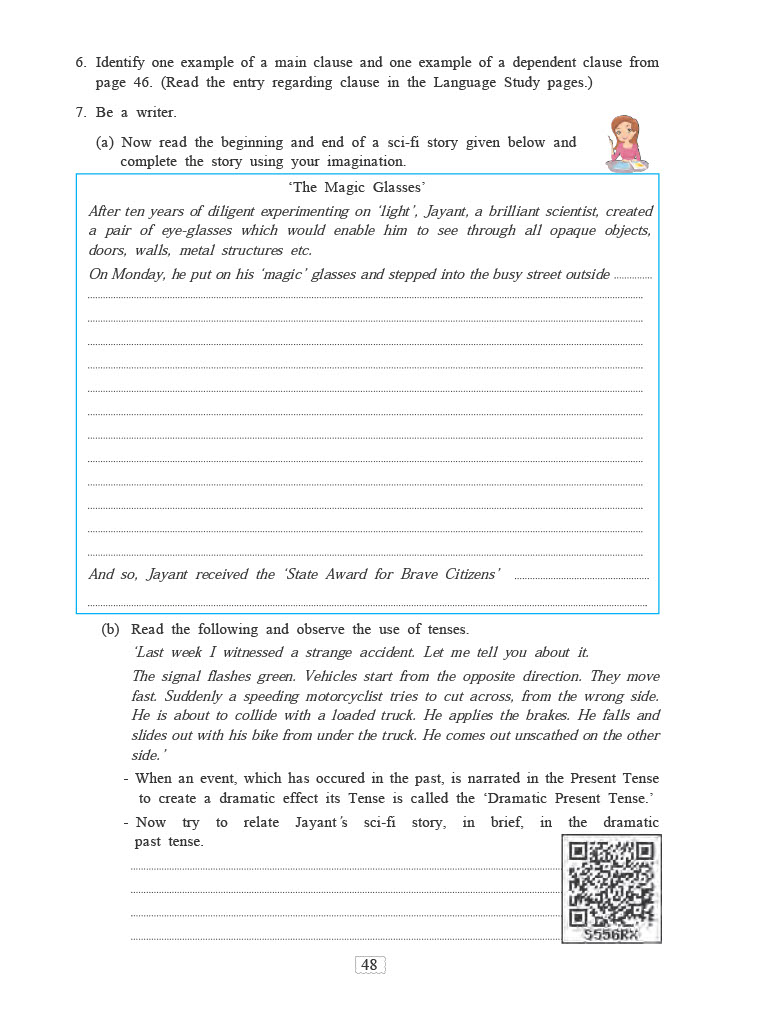 6. Identify one example of a main clause and one example of a dependent clause from
page 46. (Read the entry regarding clause in the Language Study pages.)
7. Be a writer.
(a) Now read the beginning and end of a sci-fi story given below and
complete the story using your imagination.
‘The Magic Glasses’
After ten years of diligent experimenting on ‘light’, Jayant, a brilliant scientist, created
a pair of eye-glasses which would enable him to see through all opaque objects,
doors, walls, metal structures etc.
On Monday, he put on his ‘magic’ glasses and stepped into the busy street outside
And so, Jayant received the ‘State Award for Brave Citizens’
(b) Read the following and observe the use of tenses.
‘Last week I witnessed a strange accident. Let me tell you about it.
The signal flashes green. Vehicles start from the opposite direction. They move
fast. Suddenly a speeding motorcyclist tries to cut across, from the wrong side.
He is about to collide with a loaded truck. He applies the brakes. He falls and
slides out with his bike from under the truck. He comes out unscathed on the other
side.’
- When an event, which has occured in the past, is narrated in the Present Tense
to create a dramatic effect its Tense is called the ‘Dramatic Present Tense.’
- Now try to relate Jayant’s sci-fi story, in brief, in the dramatic
past tense.
S556RX
48